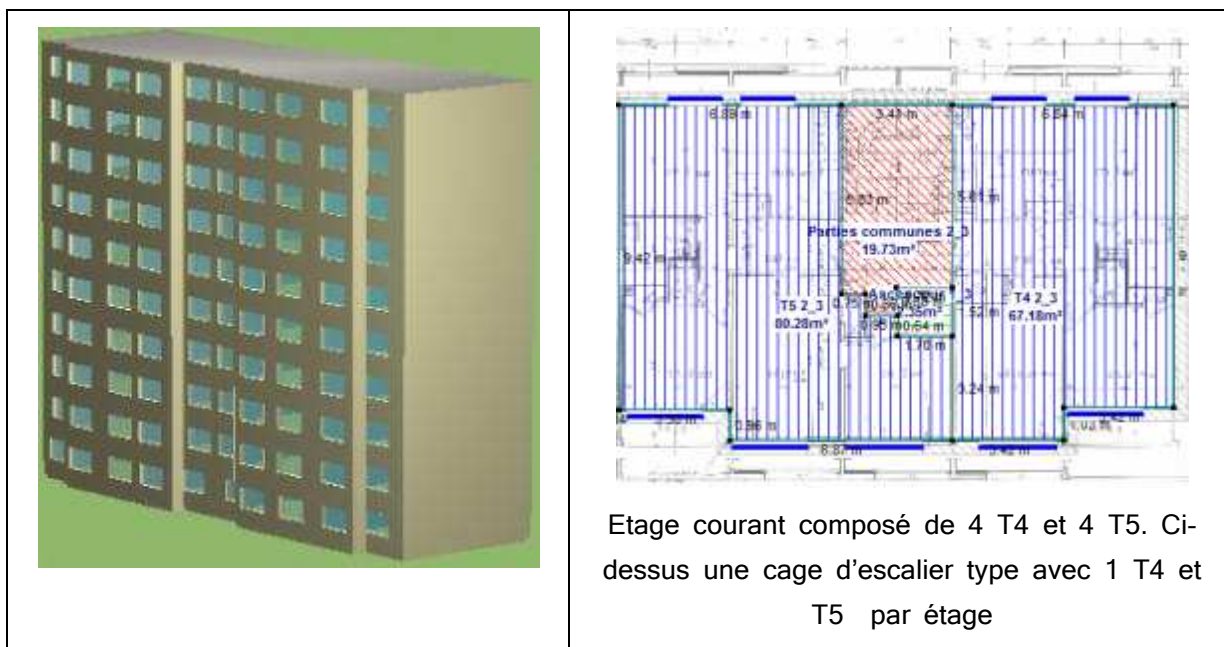 6.89 m
3.43 m
6.84 m
Parties communes 2_3
19.73m²
9.42 m
T5 2_3
80.28m²
T4 2_3
67.18m²
1.70 m
3.24 m
6.87 m
3.42 m
Etage courant composé de 4 T4 et 4 T5. Ci-
dessus une cage d'escalier type avec 1 T4 et
T5 par étage